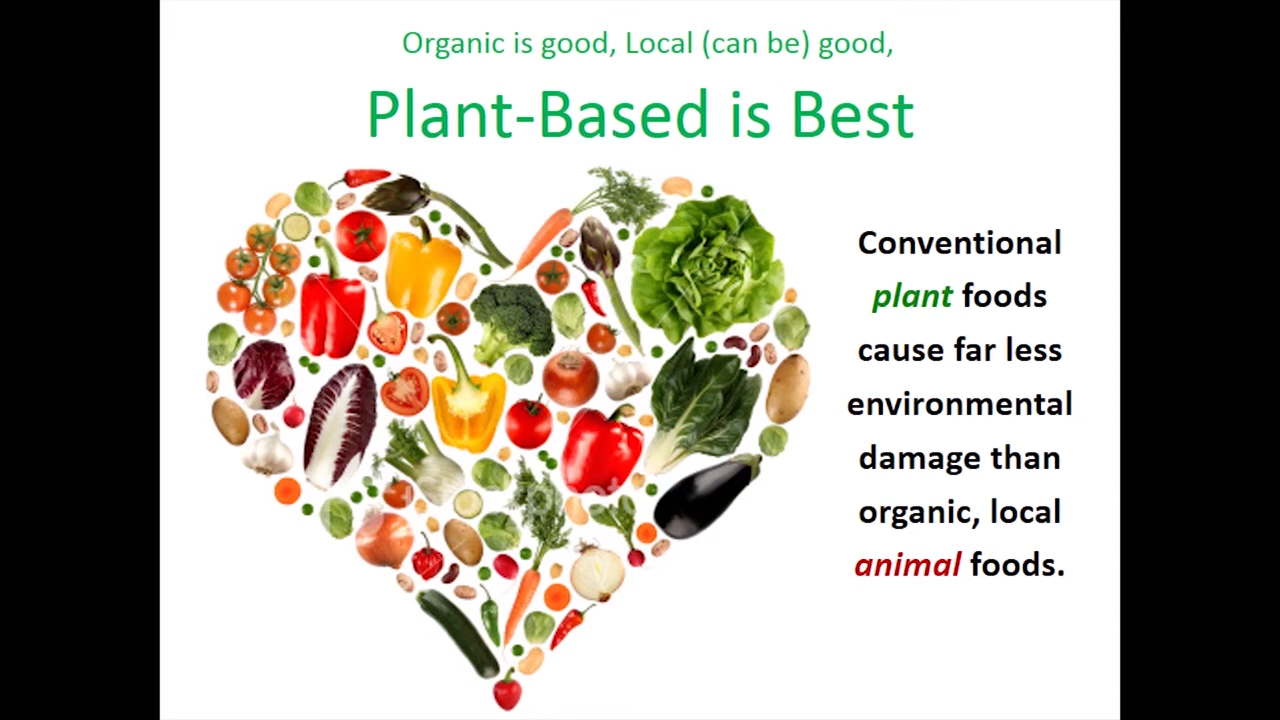 Organic is good, Local (can be) good,
Plant-Based is Best
Conventional
plant foods
cause far less
environmental
damage than
organic, local
animal foods.